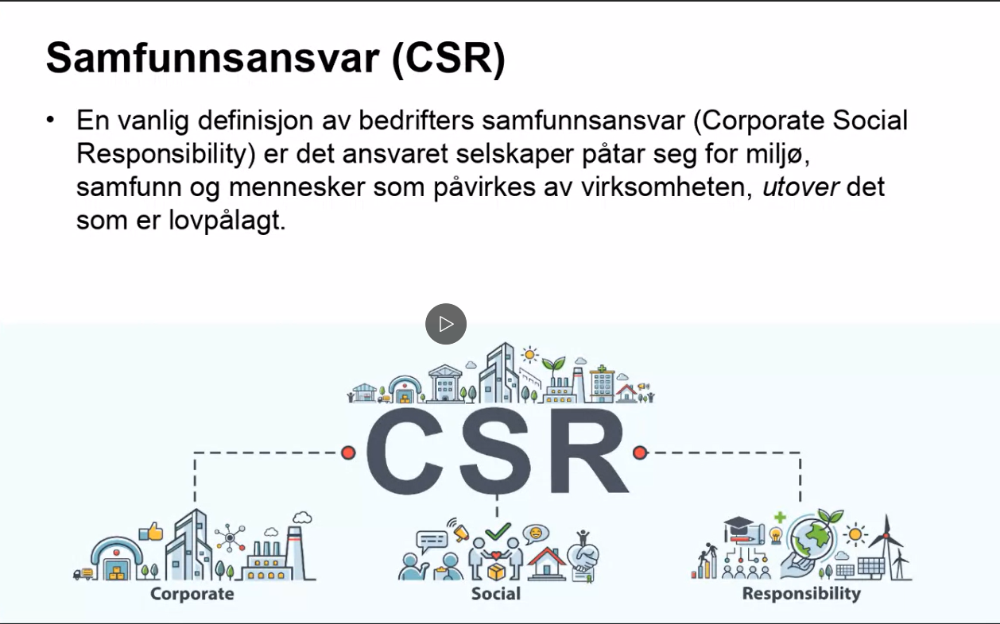 Samfunnsansvar (CSR)
• En vanlig definisjon av bedrifters samfunnsansvar (Corporate Social
Responsibility) er det ansvaret selskaper påtar seg for miljø,
samfunn og mennesker som påvirkes av virksomheten, utover det
som er lovpålagt.
CSR
Corporate
Social
Responsibility